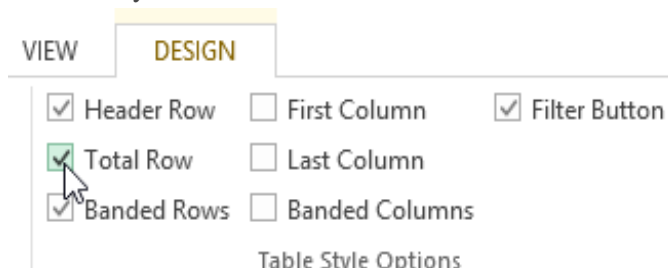 VIEW DESIGN
Header Row First Column Filter Button
Total Row Last Column
Banded Rows Banded Columns
Table Style Options